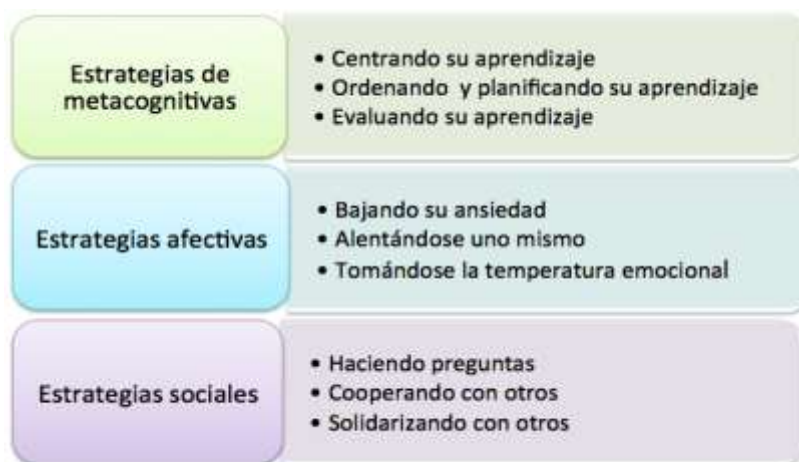 Estrategias de
metacognitivas
• Centrando su aprendizaje
• Ordenando y planificando su aprendizaje
• Evaluando su aprendizaje
Estrategias afectivas
• Bajando su ansiedad
• Alentándose uno mismo
• Tomándose la temperatura emocional
Estrategias sociales
• Haciendo preguntas
• Cooperando con otros
• Solidarizando con otros